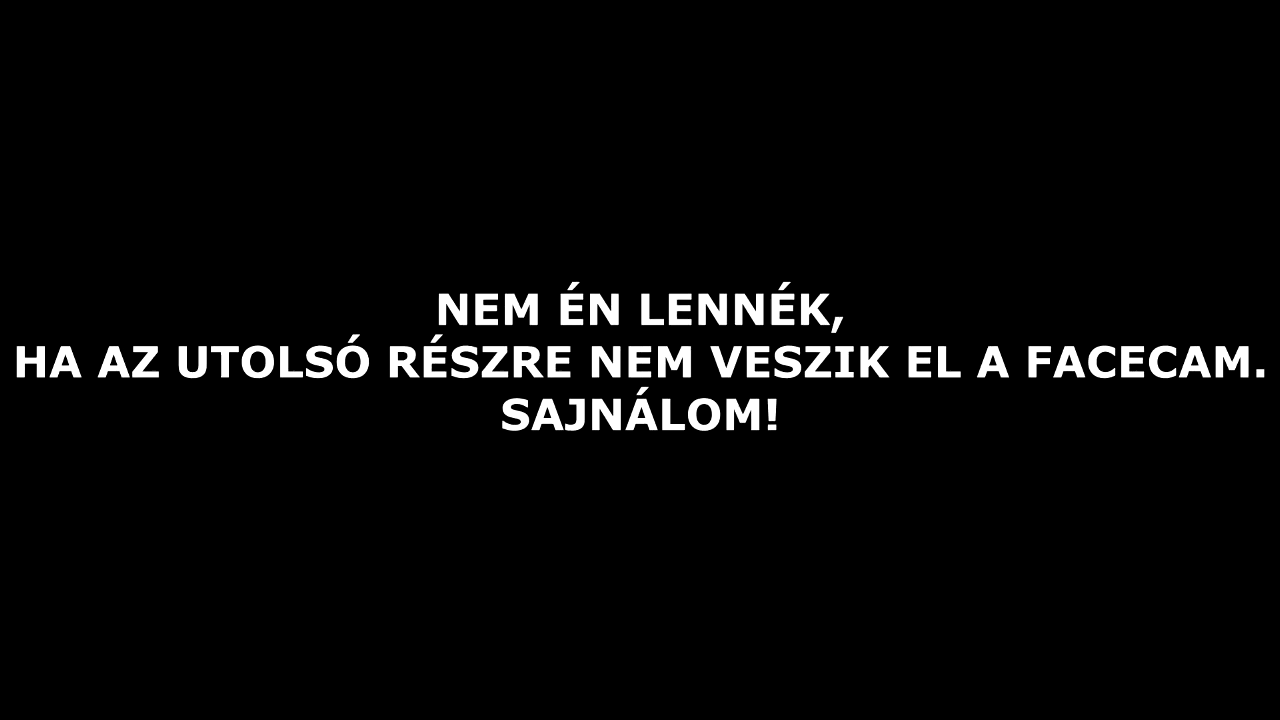 NEM ÉN LENNÉK,
HA AZ UTOLSÓ RÉSZRE NEM VESZIK EL A FACECAM.
SAJNÁLOM!